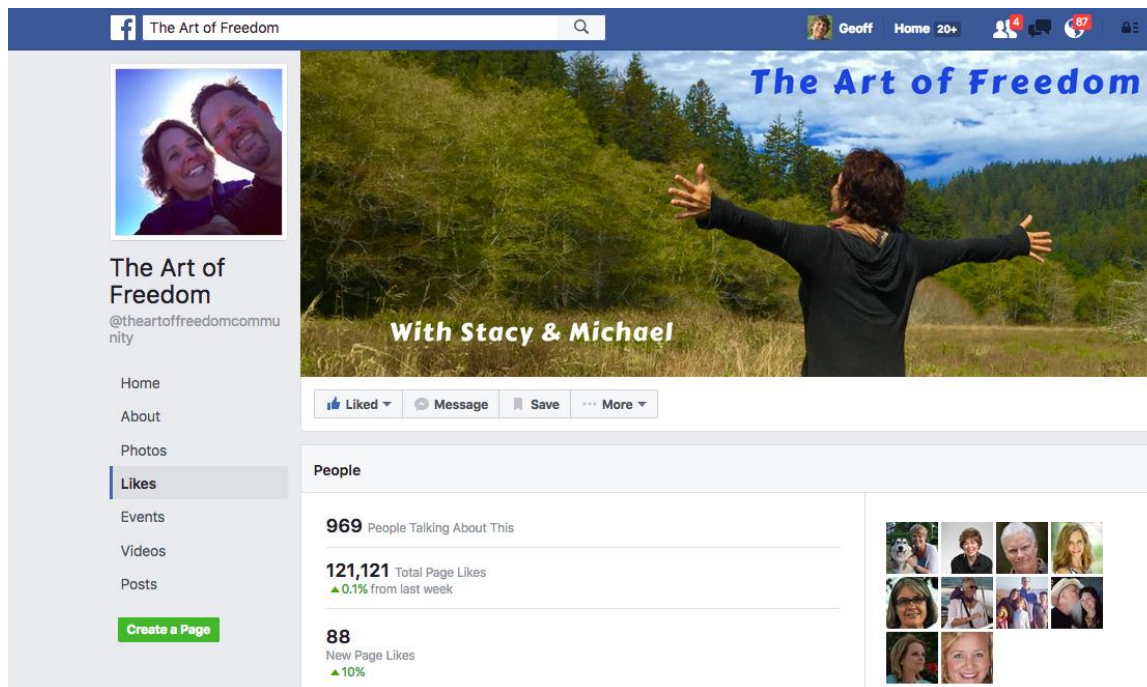 f The Art of Freedom
Geoff Home 20+ 4 87
The Art of Freedom
With Stacy & Michael
The Art of
Freedom
@theartoffreedomcommu
nity
Home
About
Photos
Likes
Events
Videos
Posts
Create a Page
Liked Message Save ··· More
People
969 People Talking About This
121,121 Total Page Likes
▲0.1% from last week
88
New Page Likes
▲10%